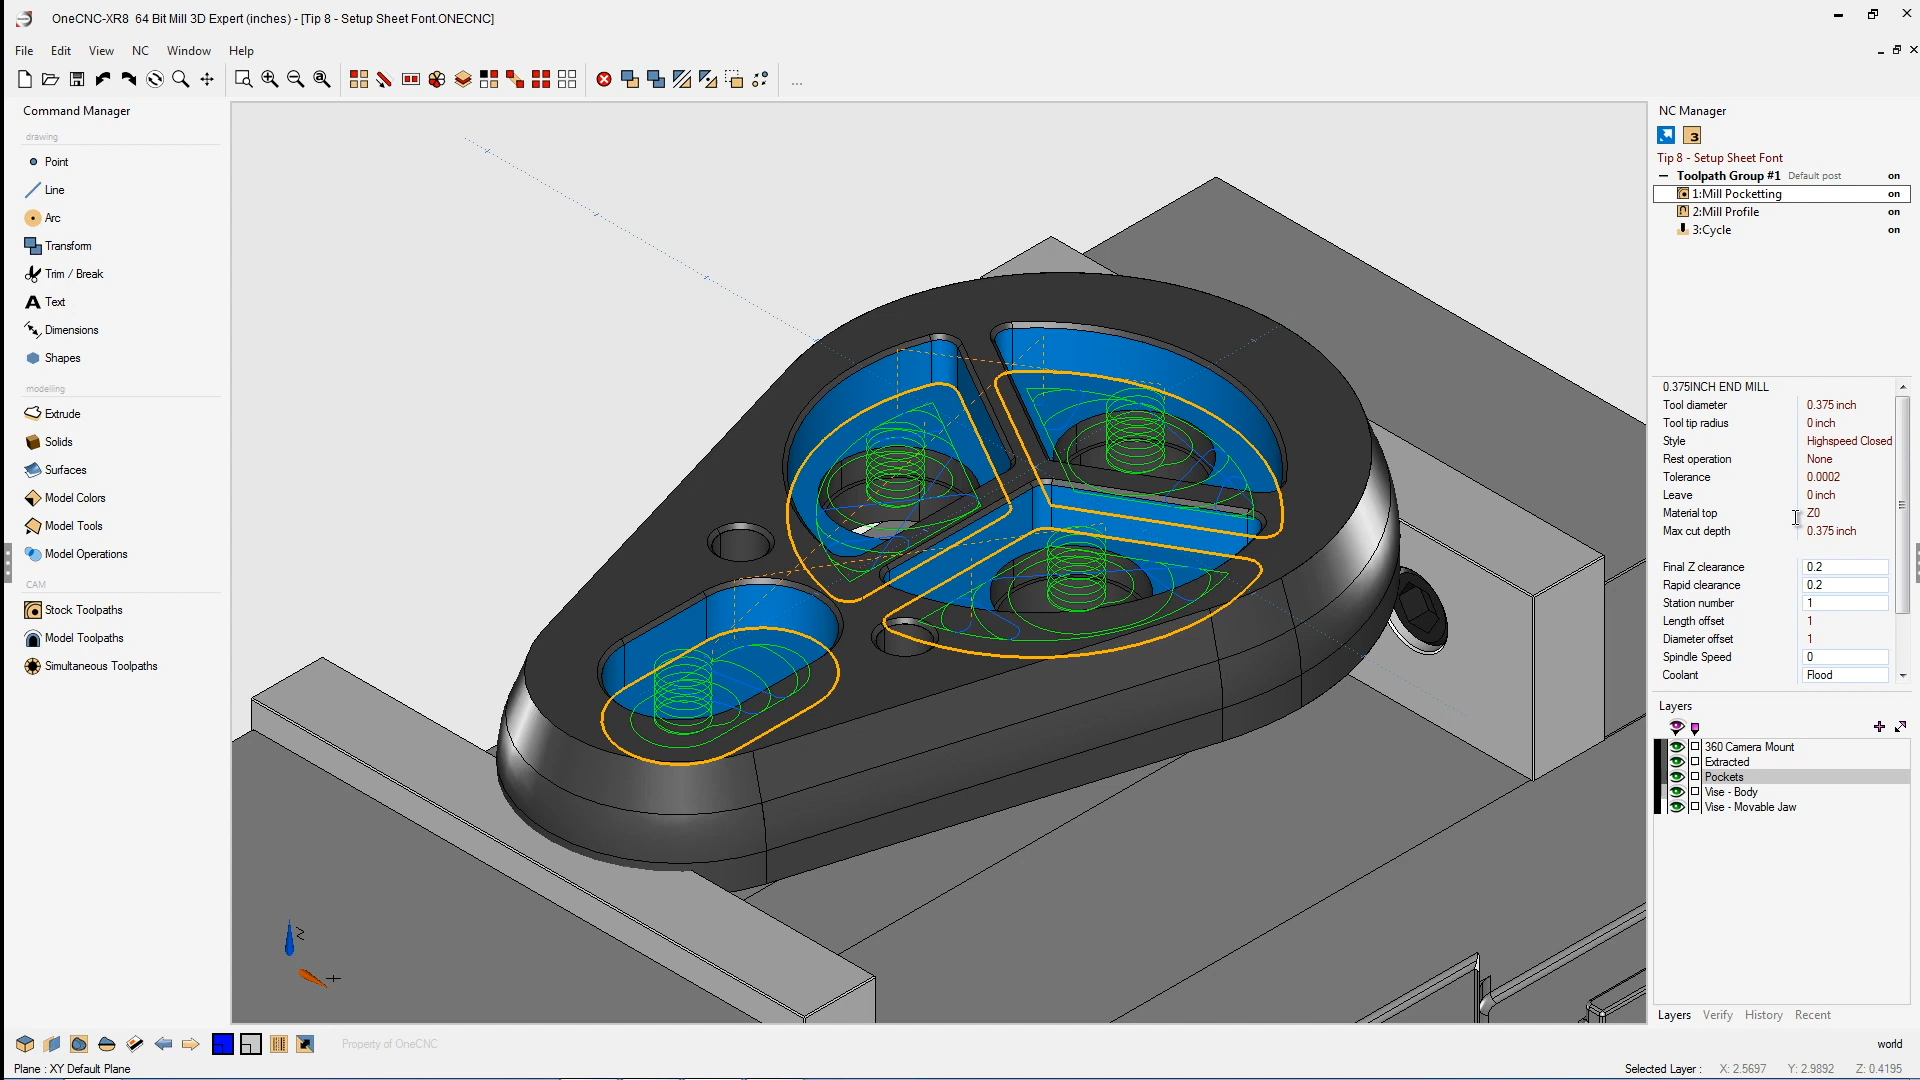 OneCNC-XR8  64 Bit Mill 3D Expert (inches) - [Tip 8 - Setup Sheet Font.ONECNC]
File Edit View NC Window Help
...
Command Manager
drawing
Point
Line
Arc
Transform
Trim / Break
Text
Dimensions
Shapes
modelling
Extrude
Solids
Surfaces
Model Colors
Model Tools
Model Operations
CAM
Stock Toolpaths
Model Toolpaths
Simultaneous Toolpaths
NC Manager
3
Tip 8 - Setup Sheet Font
Toolpath Group #1 Default post on
1:Mill Pocketting on
2:Mill Profile on
3:Cycle on
0.375INCH END MILL
Tool diameter 0.375 inch
Tool tip radius 0 inch
Style Highspeed Closed
Rest operation None
Tolerance 0.0002
Leave 0 inch
Material top Z0
Max cut depth 0.375 inch
Final Z clearance 0.2
Rapid clearance 0.2
Station number 1
Length offset 1
Diameter offset 1
Spindle Speed 0
Coolant Flood
Layers
360 Camera Mount
Extracted
Pockets
Vise - Body
Vise - Movable Jaw
Layers Verify History Recent
Z
Property of OneCNC
world
Plane : XY Default Plane
Selected Layer : X: 2.5697 Y: 2.9892 Z: 0.4195